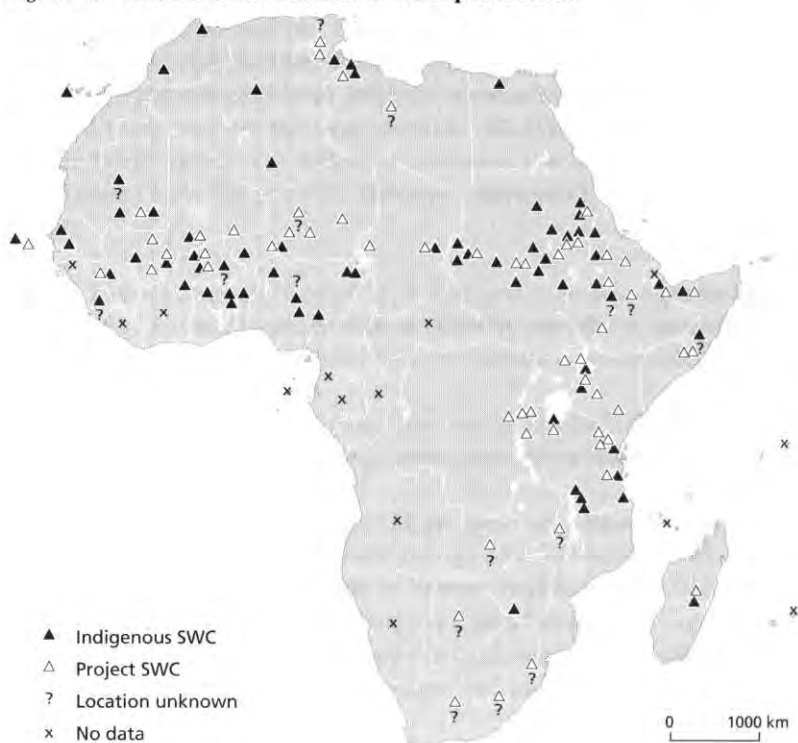 ▲ Indigenous SWC
△ Project SWC
? Location unknown
x No data
0 1000 km